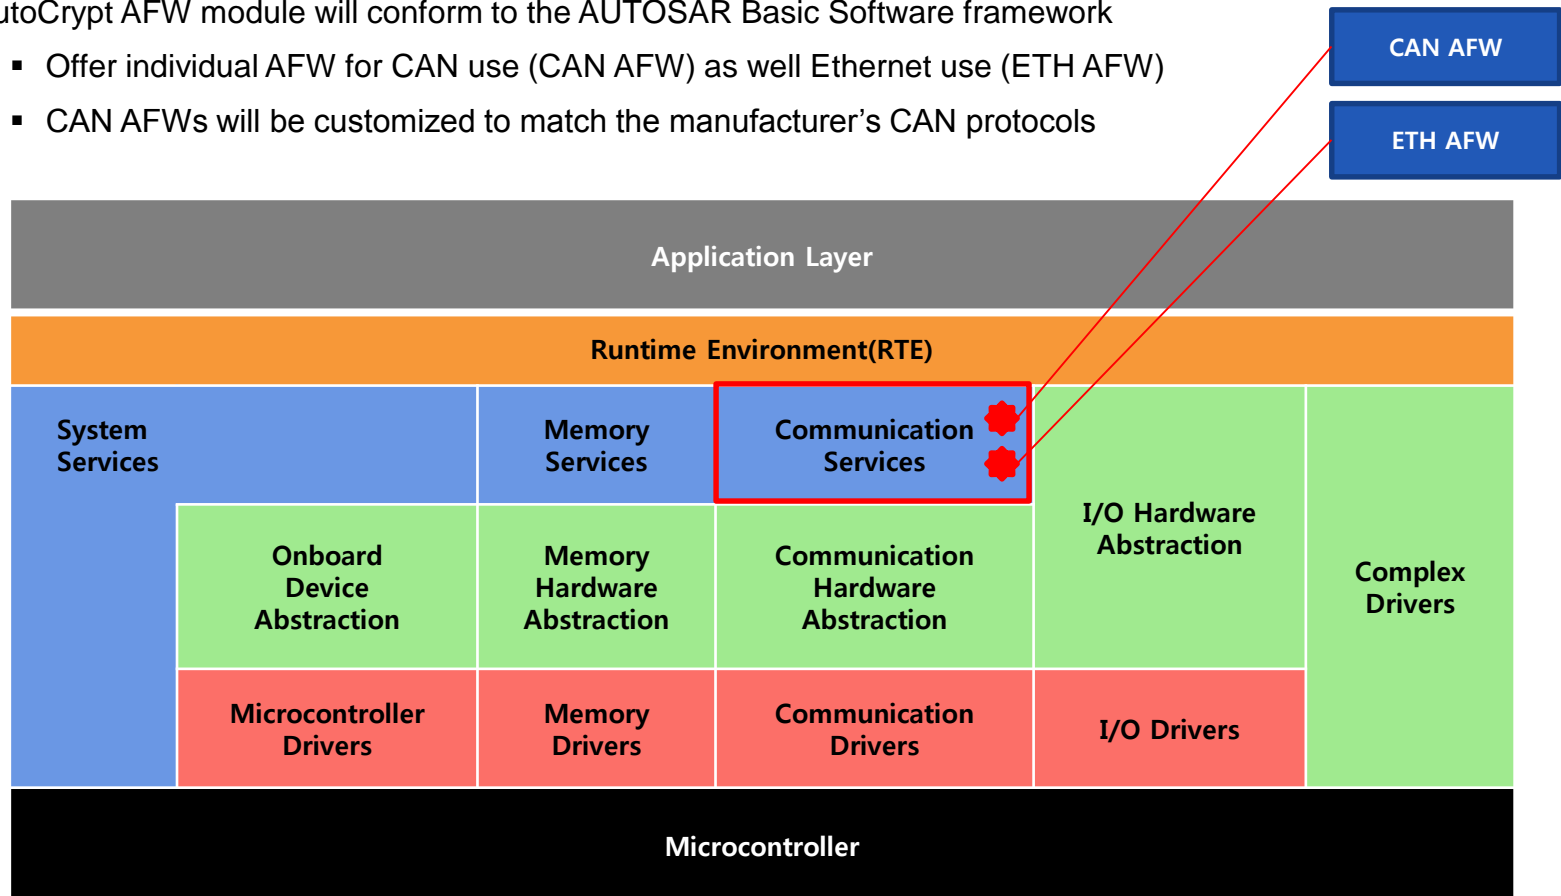 utoCrypt AFW module will conform to the AUTOSAR Basic Software framework
▪ Offer individual AFW for CAN use (CAN AFW) as well Ethernet use (ETH AFW)
▪ CAN AFWs will be customized to match the manufacturer's CAN protocols
CAN AFW
ETH AFW
Application Layer
Runtime Environment(RTE)
System
Services
Memory
Services
Communication
Services
I/O Hardware
Abstraction
Complex
Drivers
Onboard
Device
Abstraction
Memory
Hardware
Abstraction
Communication
Hardware
Abstraction
Microcontroller
Drivers
Memory
Drivers
Communication
Drivers
I/O Drivers
Microcontroller